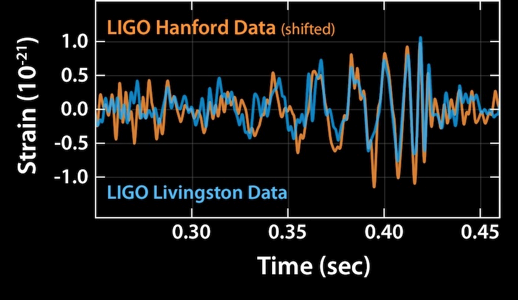 LIGO Hanford Data (shifted)
Strain (10⁻²¹)
1.0
0.5
0.0
-0.5
-1.0
LIGO Livingston Data
0.30 0.35 0.40 0.45
Time (sec)